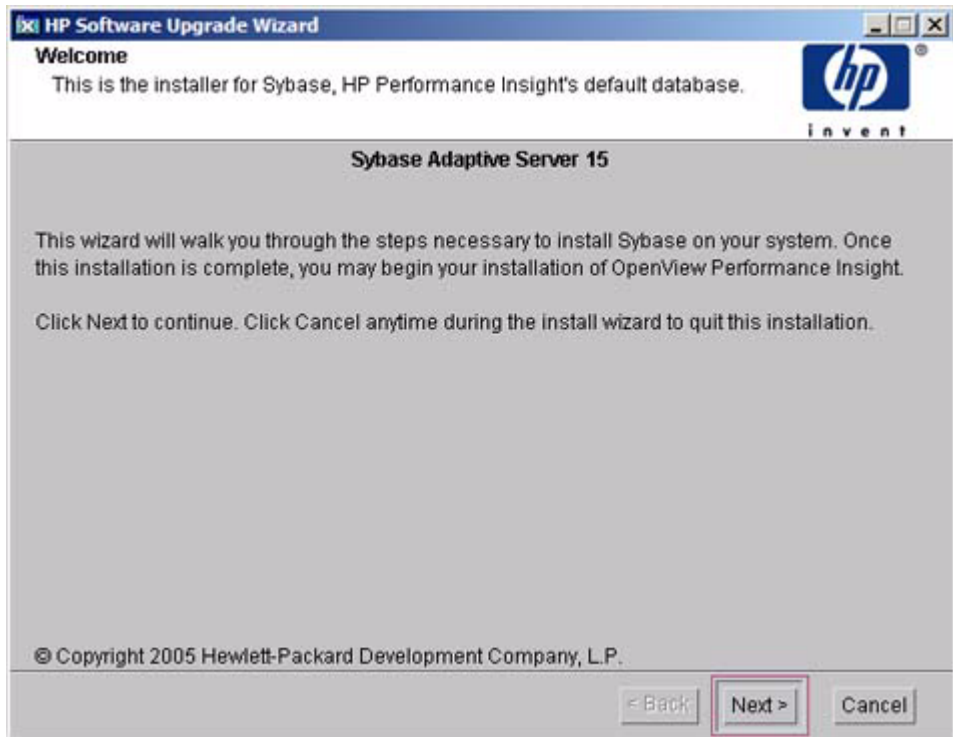 HP Software Upgrade Wizard
Welcome
This is the installer for Sybase, HP Performance Insight's default database.
hp
®
invent
Sybase Adaptive Server 15
This wizard will walk you through the steps necessary to install Sybase on your system. Once
this installation is complete, you may begin your installation of OpenView Performance Insight.
Click Next to continue. Click Cancel anytime during the install wizard to quit this installation.
© Copyright 2005 Hewlett-Packard Development Company, L.P.
< Back Next > Cancel